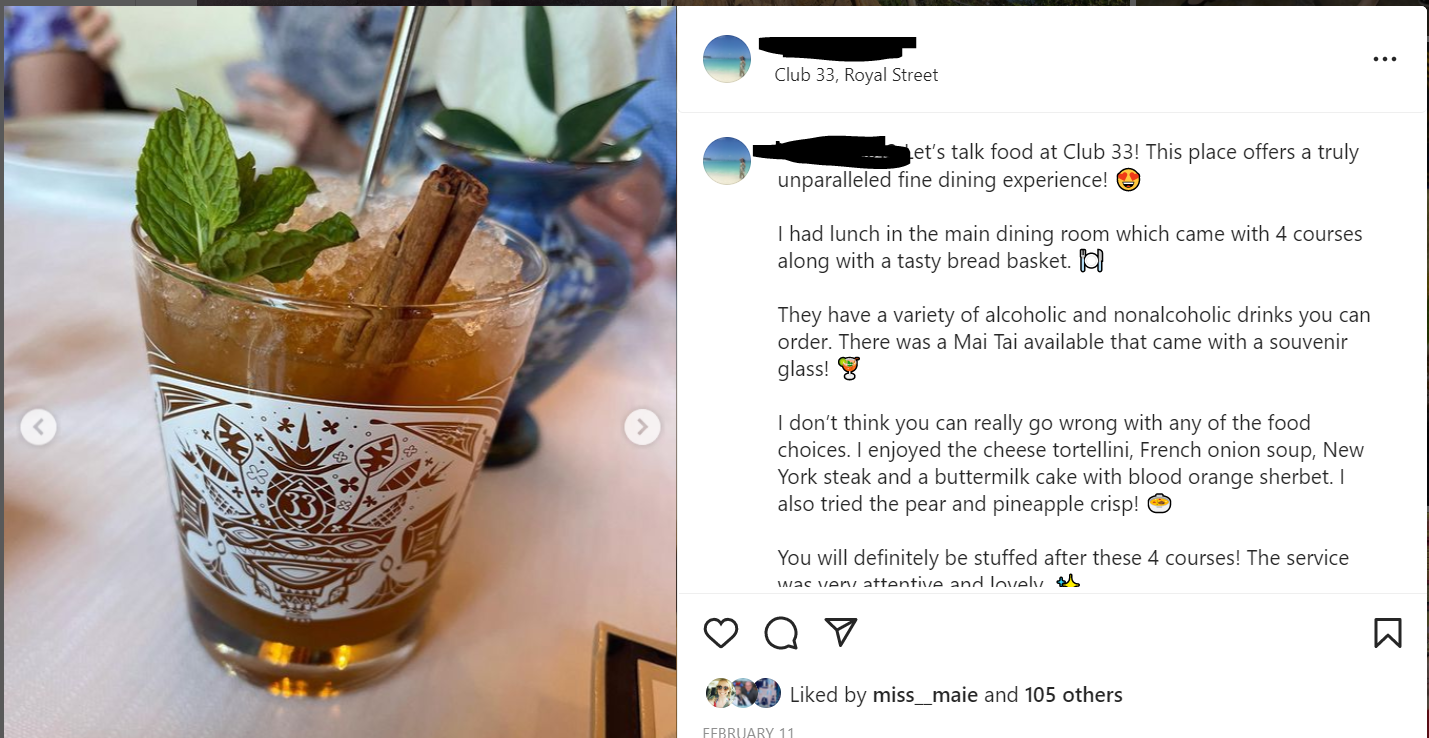 Club 33, Royal Street
Let's talk food at Club 33! This place offers a truly
unparalleled fine dining experience! 😍
I had lunch in the main dining room which came with 4 courses
along with a tasty bread basket. 🍽️
They have a variety of alcoholic and nonalcoholic drinks you can
order. There was a Mai Tai available that came with a souvenir
glass! 🍹
I don't think you can really go wrong with any of the food
choices. I enjoyed the cheese tortellini, French onion soup, New
York steak and a buttermilk cake with blood orange sherbet. I
also tried the pear and pineapple crisp! 🍲
You will definitely be stuffed after these 4 courses! The service
was very attentive and lovely. ✨
Liked by miss__maie and 105 others
FEBRUARY 11
33